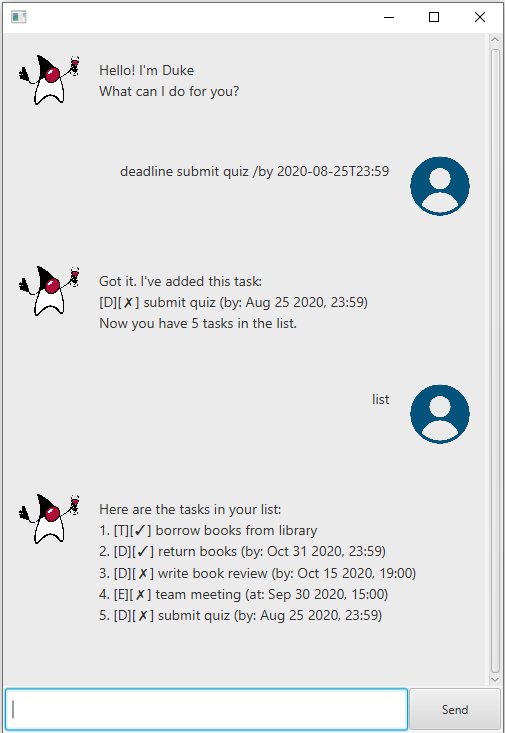 Hello! I'm Duke
What can I do for you?
deadline submit quiz /by 2020-08-25T23:59
Got it. I've added this task:
[D][✗] submit quiz (by: Aug 25 2020, 23:59)
Now you have 5 tasks in the list.
list
Here are the tasks in your list:
1. [T][✓] borrow books from library
2. [D][✓] return books (by: Oct 31 2020, 23:59)
3. [D][✗] write book review (by: Oct 15 2020, 19:00)
4. [E][✗] team meeting (at: Sep 30 2020, 15:00)
5. [D][✗] submit quiz (by: Aug 25 2020, 23:59)
Send